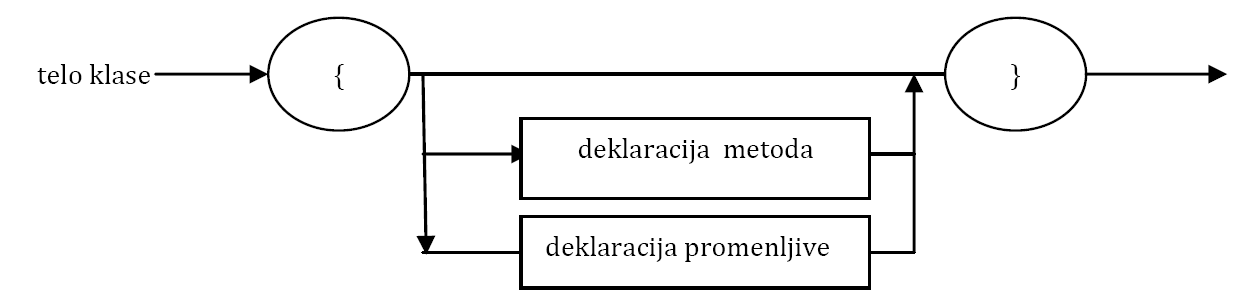 telo klase { }
deklaracija metoda
deklaracija promenljive